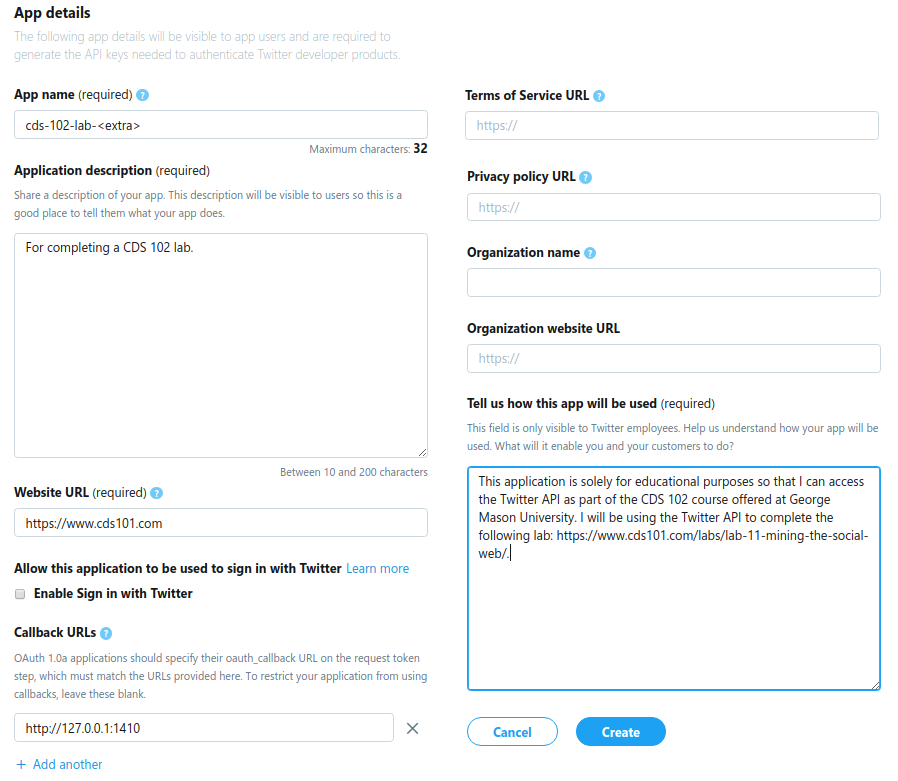 App details
The following app details will be visible to app users and are required to
generate the API keys needed to authenticate Twitter developer products.
App name (required) ?
cds-102-lab-<extra>
Maximum characters: 32
Application description (required)
Share a description of your app. This description will be visible to users so this is a
good place to tell them what your app does.
For completing a CDS 102 lab.
Between 10 and 200 characters
Website URL (required) ?
https://www.cds101.com
Allow this application to be used to sign in with Twitter Learn more
Enable Sign in with Twitter
Callback URLs ?
OAuth 1.0a applications should specify their oauth_callback URL on the request token
step, which must match the URLs provided here. To restrict your application from using
callbacks, leave these blank.
http://127.0.0.1:1410
+ Add another
Terms of Service URL ?
https://
Privacy policy URL ?
https://
Organization name ?
Organization website URL
https://
Tell us how this app will be used (required)
This field is only visible to Twitter employees. Help us understand how your app will be
used. What will it enable you and your customers to do?
This application is solely for educational purposes so that I can access
the Twitter API as part of the CDS 102 course offered at George
Mason University. I will be using the Twitter API to complete the
following lab: https://www.cds101.com/labs/lab-11-mining-the-social-
web/.
Cancel
Create